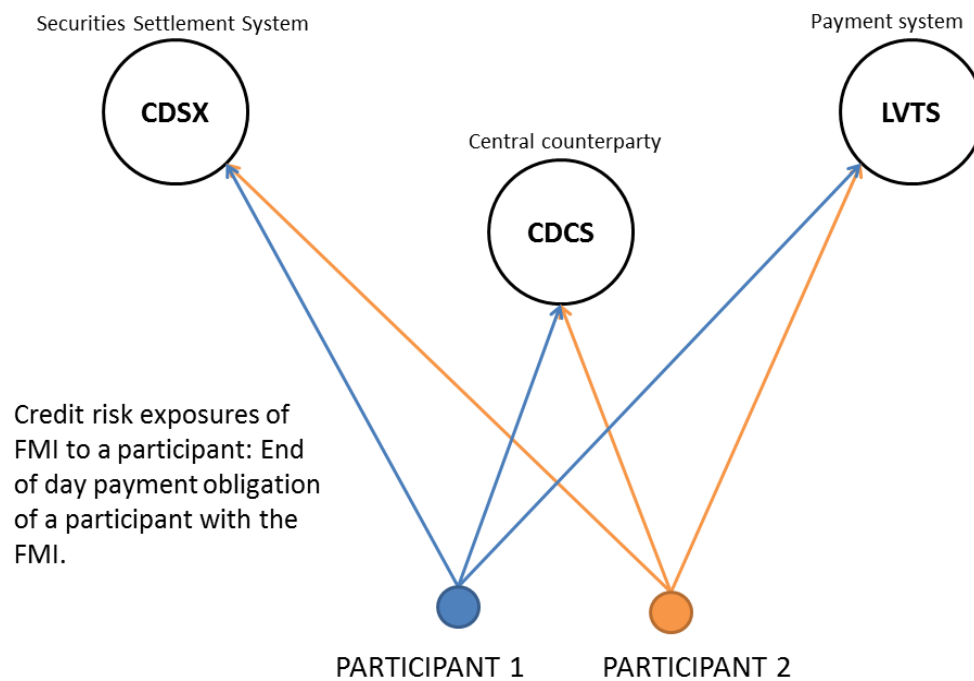 Securities Settlement System
Payment system
CDSX
LVTS
Central counterparty
CDCS
Credit risk exposures of
FMI to a participant: End
of day payment obligation
of a participant with the
FMI.
PARTICIPANT 1
PARTICIPANT 2